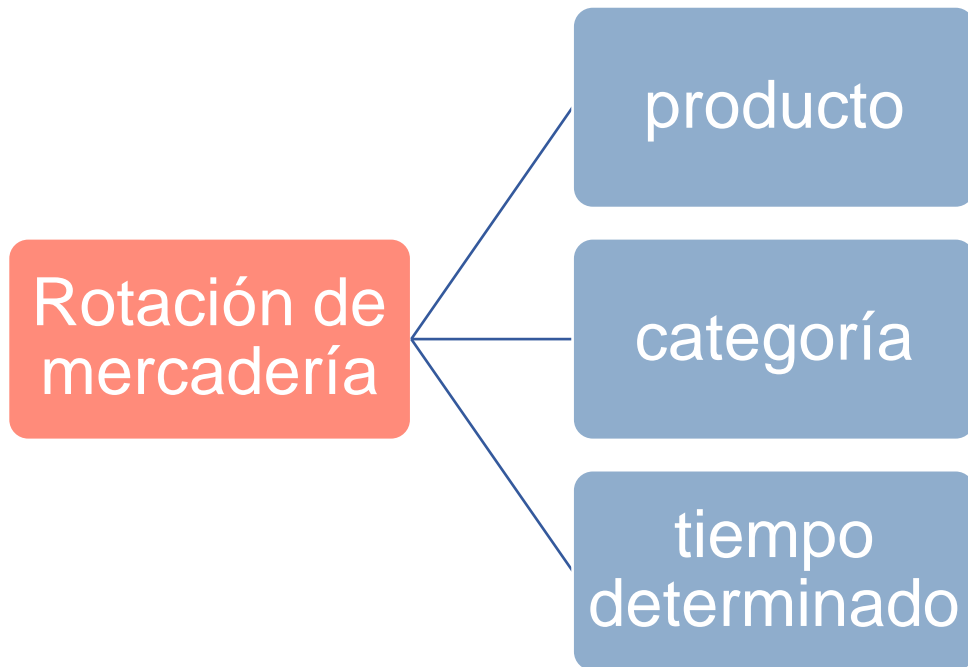 producto
Rotación de
mercadería
categoría
tiempo
determinado